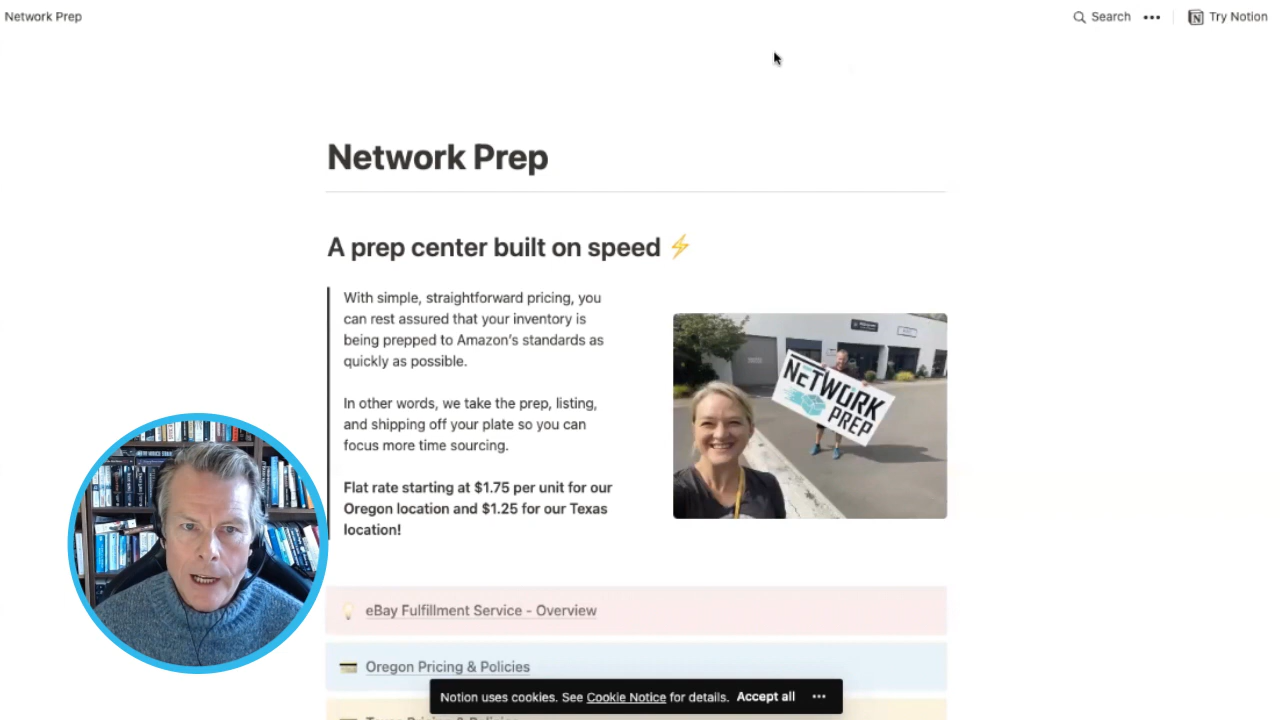 Network Prep
Search
Try Notion
Network Prep
A prep center built on speed ⚡
With simple, straightforward pricing, you
can rest assured that your inventory is
being prepped to Amazon's standards as
quickly as possible.
In other words, we take the prep, listing,
and shipping off your plate so you can
focus more time sourcing.
Flat rate starting at $1.75 per unit for our
Oregon location and $1.25 for our Texas
location!
NETWORK
PREP
eBay Fulfillment Service - Overview
Oregon Pricing & Policies
Notion uses cookies. See Cookie Notice for details. Accept all
Texas Pricing & Policies